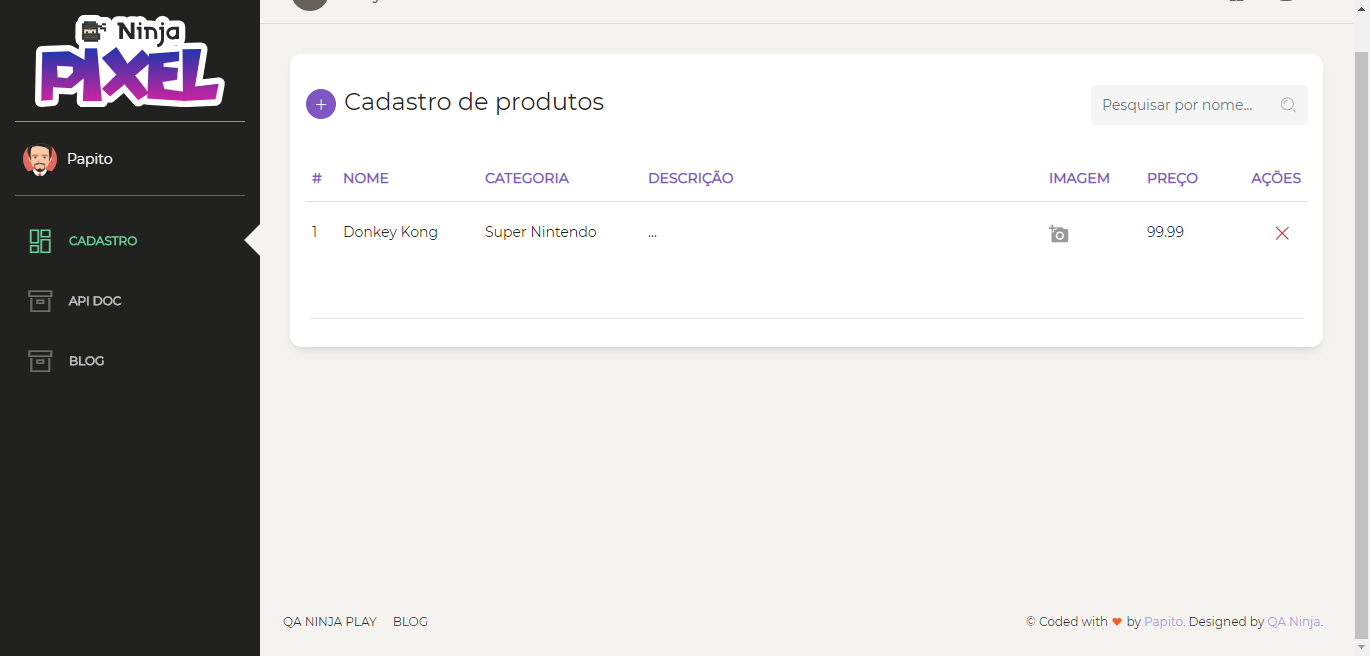 Ninja
PIXEL
Papito
CADASTRO
API DOC
BLOG
+ Cadastro de produtos
Pesquisar por nome...
# NOME CATEGORIA DESCRIÇÃO IMAGEM PREÇO AÇÕES
1 Donkey Kong Super Nintendo ... 99.99
QA NINJA PLAY BLOG
© Coded with ❤ by Papito. Designed by QA Ninja.